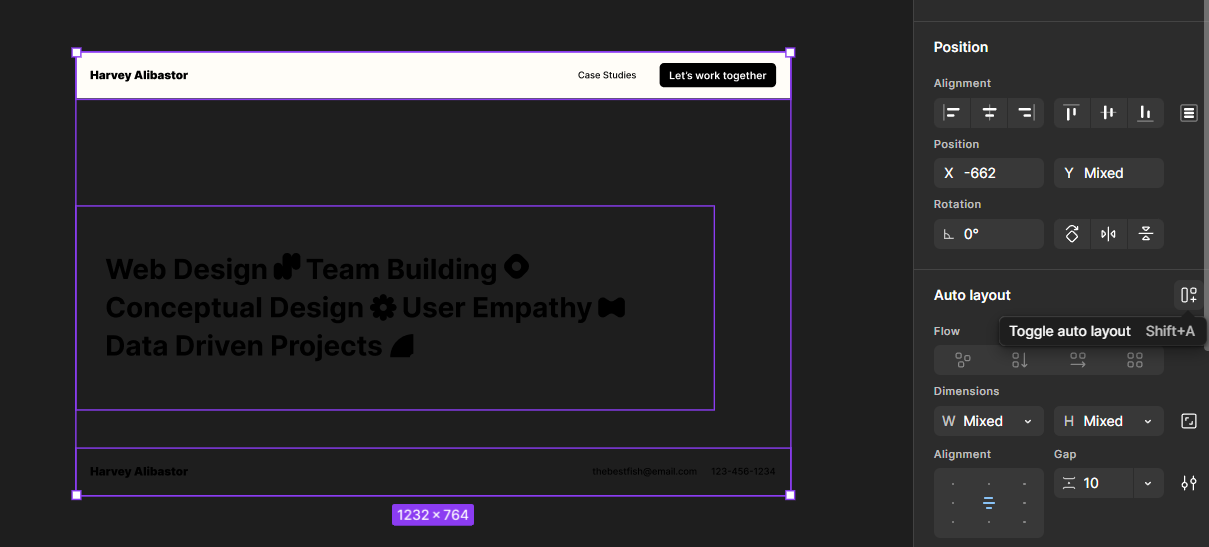 Harvey Alibastor
Case Studies
Let's work together
Web Design Team Building
Conceptual Design User Empathy
Data Driven Projects
Harvey Alibastor
thebestfish@email.com 123-456-1234
1232 × 764
Position
Alignment
Position
X -662
Y Mixed
Rotation
0°
Auto layout
Toggle auto layout Shift+A
Flow
Dimensions
W Mixed
H Mixed
Alignment
Gap
10